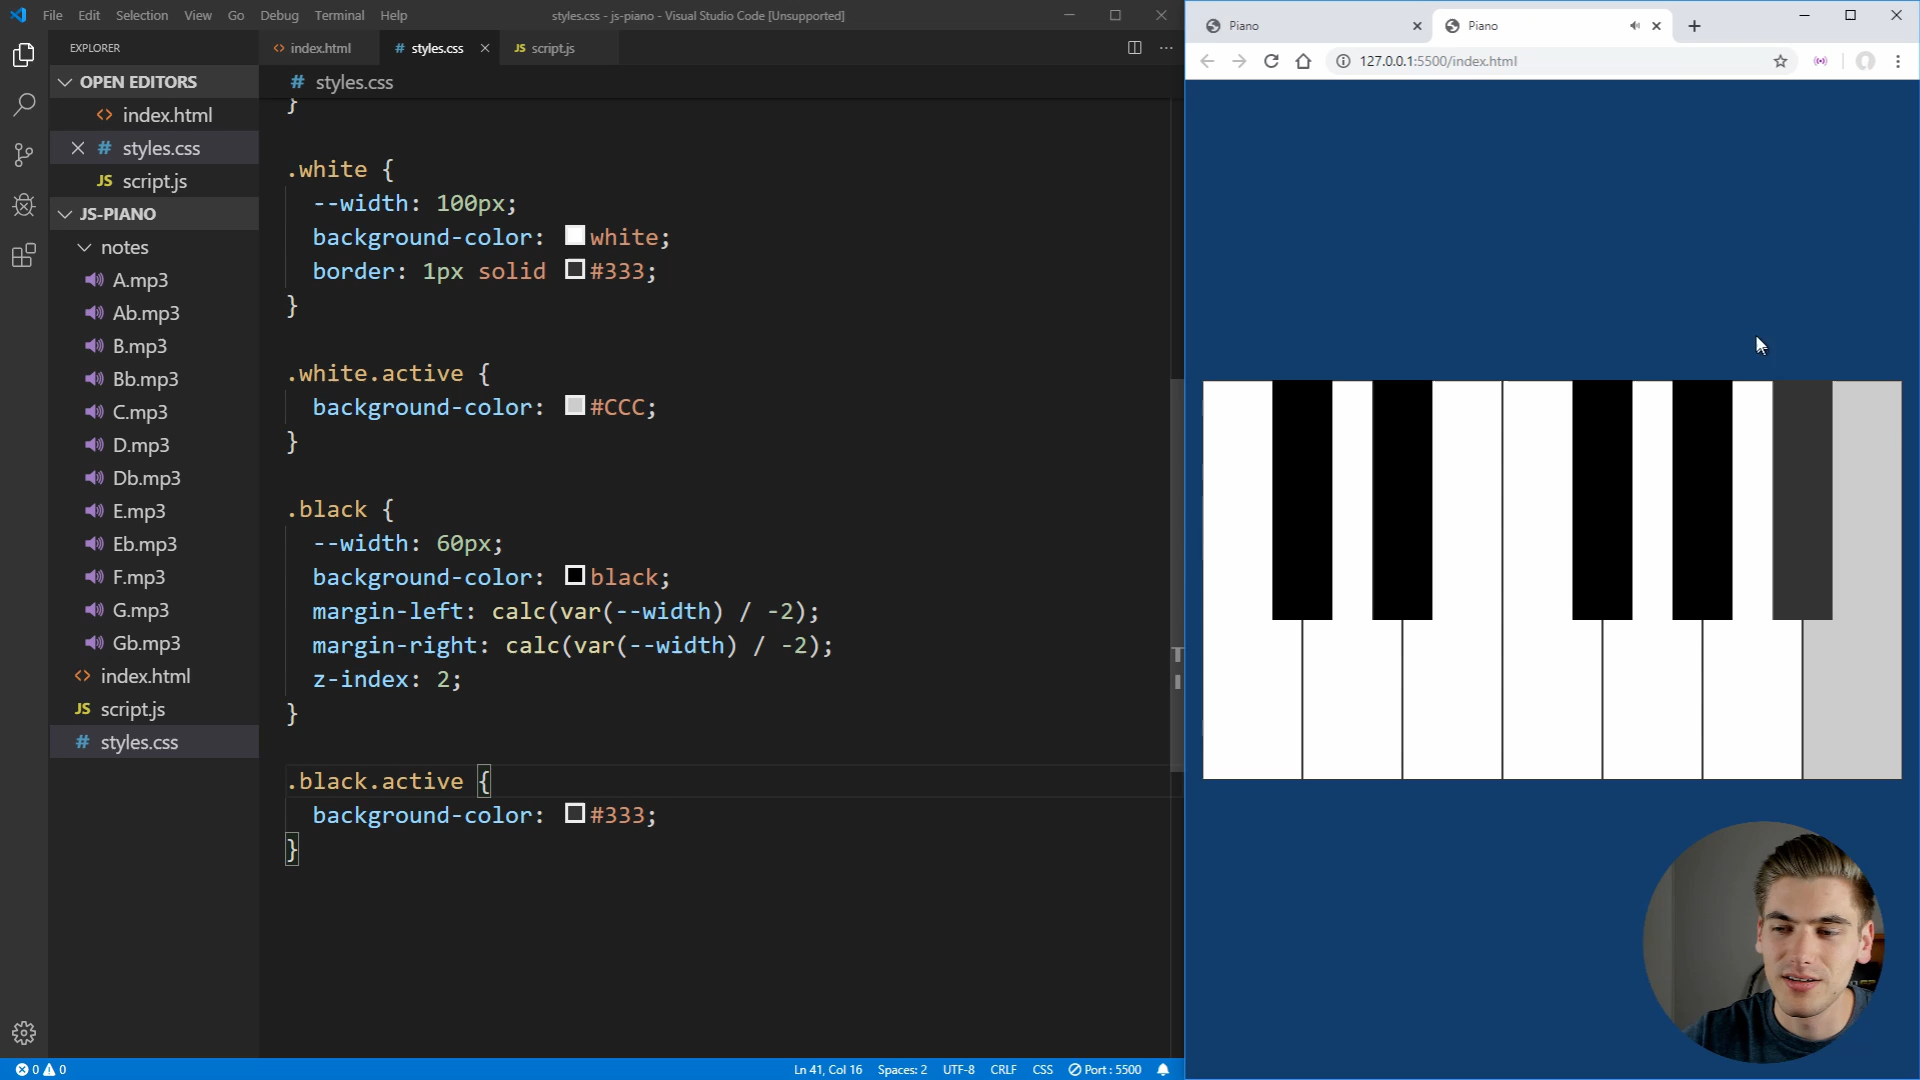 File Edit Selection View Go Debug Terminal Help
styles.css - js-piano - Visual Studio Code [Unsupported]
EXPLORER
OPEN EDITORS
index.html
styles.css
JS script.js
JS-PIANO
notes
A.mp3
Ab.mp3
B.mp3
Bb.mp3
C.mp3
D.mp3
Db.mp3
E.mp3
Eb.mp3
F.mp3
G.mp3
Gb.mp3
<> index.html
JS script.js
# styles.css
<> index.html
# styles.css
JS script.js
# styles.css
}
.white {
--width: 100px;
background-color: white;
border: 1px solid #333;
}
.white.active {
background-color: #CCC;
}
.black {
--width: 60px;
background-color: black;
margin-left: calc(var(--width) / -2);
margin-right: calc(var(--width) / -2);
z-index: 2;
}
.black.active {
background-color: #333;
}
0 0
Ln 41, Col 16 Spaces: 2 UTF-8 CRLF CSS Port : 5500
Piano
Piano
127.0.0.1:5500/index.html